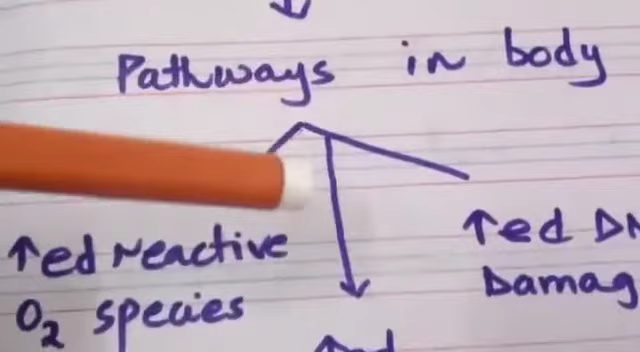 Pathways in body
↑ed reactive
O₂ species
↑ed
Damag